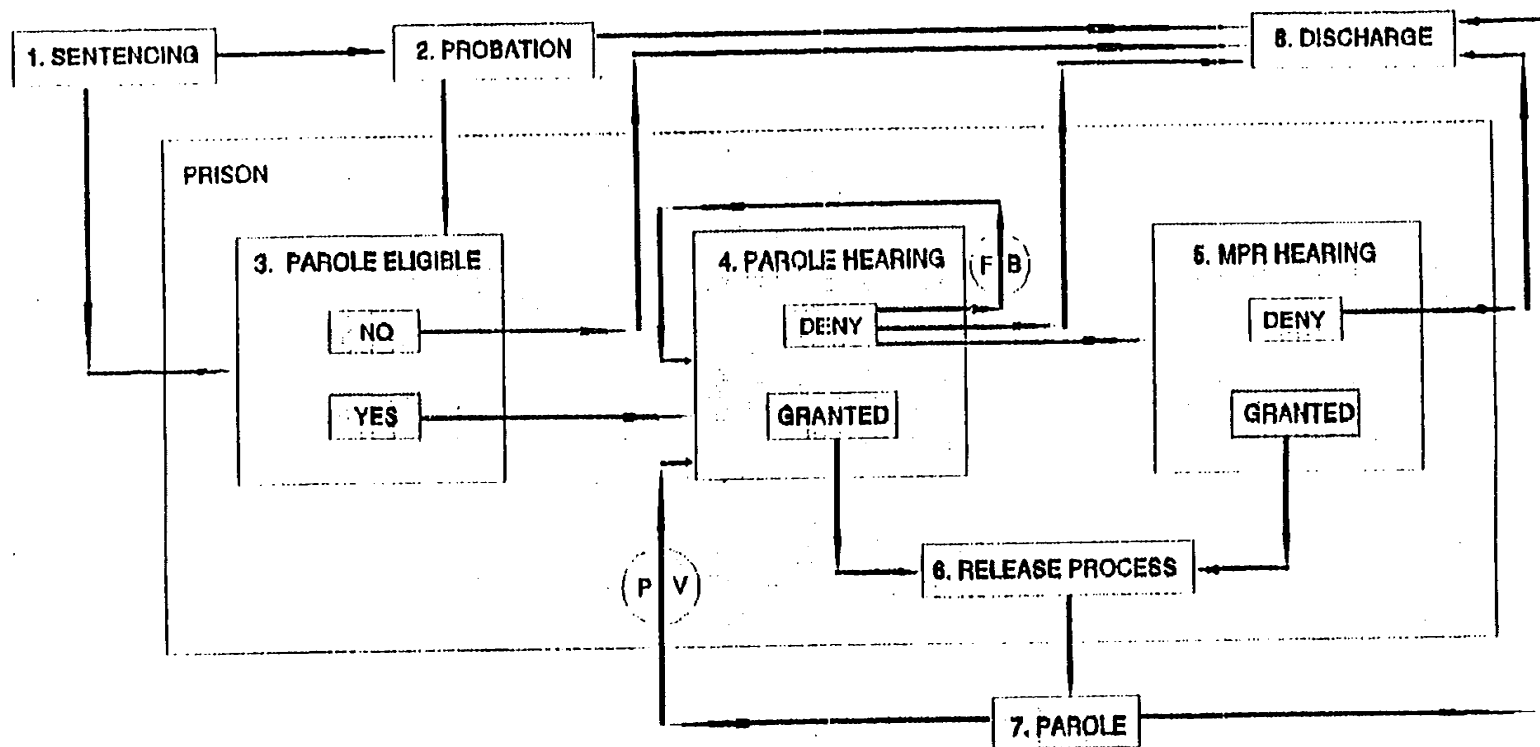 1. SENTENCING
2. PROBATION
8. DISCHARGE
PRISON
3. PAROLE ELIGIBLE
NO
YES
4. PAROLE HEARING
DENY
GRANTED
F B
5. MPR HEARING
DENY
GRANTED
P V
6. RELEASE PROCESS
7. PAROLE